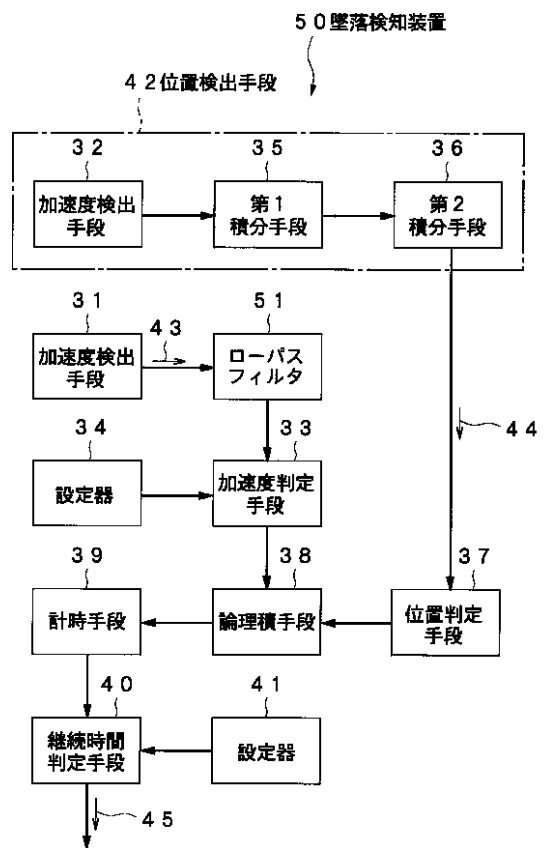 ５０墜落検知装置
４２位置検出手段
３２
３５
３６
加速度検出
手段
第１
積分手段
第２
積分手段
３１
４３
５１
加速度検出
手段
ローパス
フィルタ
４４
３４
３３
設定器
加速度判定
手段
３９
３８
３７
計時手段
論理積手段
位置判定
手段
４０
４１
継続時間
判定手段
設定器
４５